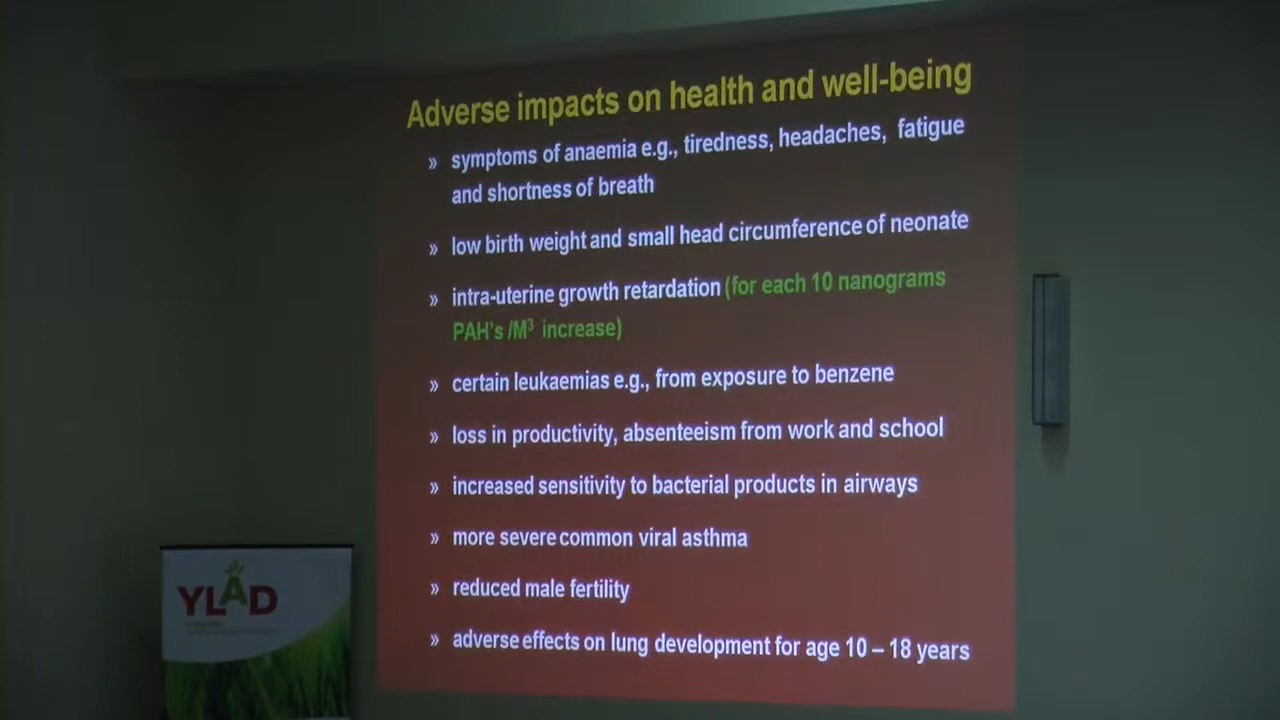 Adverse impacts on health and well-being
» symptoms of anaemia e.g., tiredness, headaches, fatigue
and shortness of breath
» low birth weight and small head circumference of neonate
» intra-uterine growth retardation (for each 10 nanograms
PAH's /M³ increase)
» certain leukaemias e.g., from exposure to benzene
» loss in productivity, absenteeism from work and school
» increased sensitivity to bacterial products in airways
» more severe common viral asthma
» reduced male fertility
» adverse effects on lung development for age 10 – 18 years
YLAD